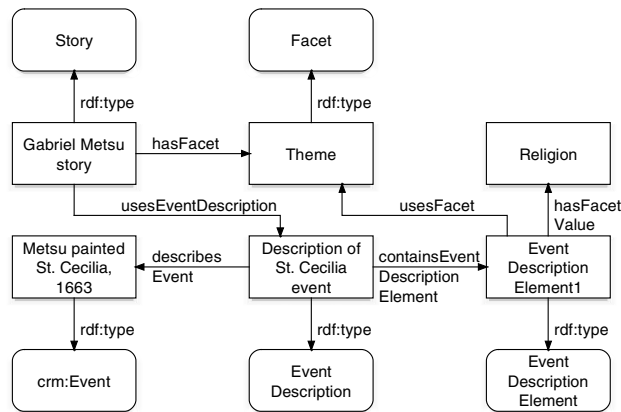 Story
Facet
rdf:type
rdf:type
Gabriel Metsu
story
hasFacet
Theme
Religion
usesEventDescription
usesFacet
hasFacet
Value
Metsu painted
St. Cecilia,
1663
describes
Event
Description of
St. Cecilia
event
containsEvent
Description
Element
Event
Description
Element1
rdf:type
rdf:type
rdf:type
crm:Event
Event
Description
Event
Description
Element